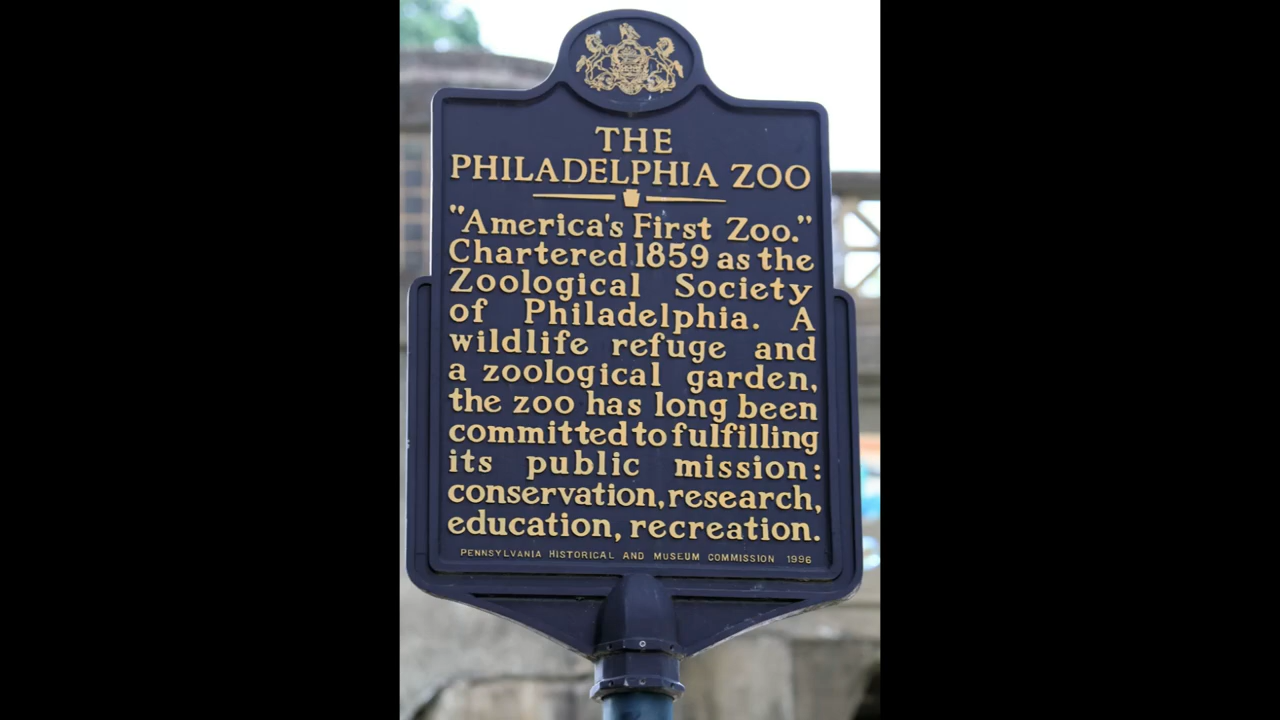 THE
PHILADELPHIA ZOO
"America's First Zoo."
Chartered 1859 as the
Zoological Society
of Philadelphia. A
wildlife refuge and
a zoological garden,
the zoo has long been
committed to fulfilling
its public mission:
conservation, research,
education, recreation.
PENNSYLVANIA HISTORICAL AND MUSEUM COMMISSION 1996